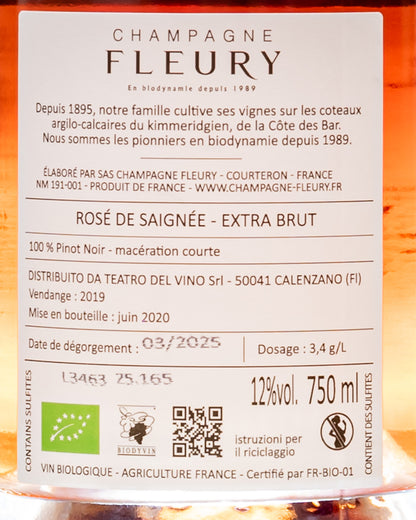 CHAMPAGNE
FLEURY
En biodynamie depuis 1989
Depuis 1895, notre famille cultive ses vignes sur les coteaux
argilo-calcaires du kimmeridgien, de la Côte des Bar.
Nous sommes les pionniers en biodynamie depuis 1989.
ÉLABORÉ PAR SAS CHAMPAGNE FLEURY - COURTERON - FRANCE
NM 191-001 - PRODUIT DE FRANCE - WWW.CHAMPAGNE-FLEURY.FR
ROSÉ DE SAIGNÉE - EXTRA BRUT
100 % Pinot Noir - macération courte
DISTRIBUITO DA TEATRO DEL VINO Srl - 50041 CALENZANO (FI)
Vendange : 2019
Mise en bouteille : juin 2020
Date de dégorgement : 03/2025
Dosage : 3,4 g/L
L3463 25.165
12%vol. 750 ml
CONTAINS SULFITES
BIODYVIN
istruzioni per
il riciclaggio
CONTIENT DES SULFITES
VIN BIOLOGIQUE - AGRICULTURE FRANCE - Certifié par FR-BIO-01